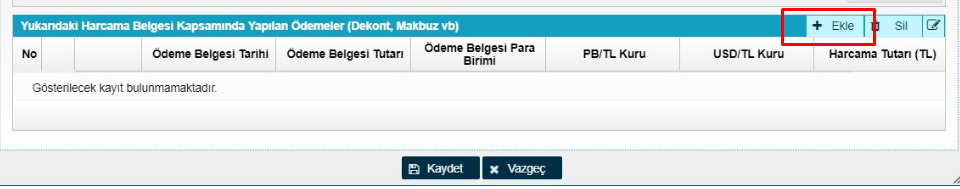 Yukarıdaki Harcama Belgesi Kapsamında Yapılan Ödemeler (Dekont, Makbuz vb) Ekle Sil
No Ödeme Belgesi Tarihi Ödeme Belgesi Tutarı Ödeme Belgesi Para Birimi PB/TL Kuru USD/TL Kuru Harcama Tutarı (TL)
Gösterilecek kayıt bulunmamaktadır.
Kaydet Vazgeç